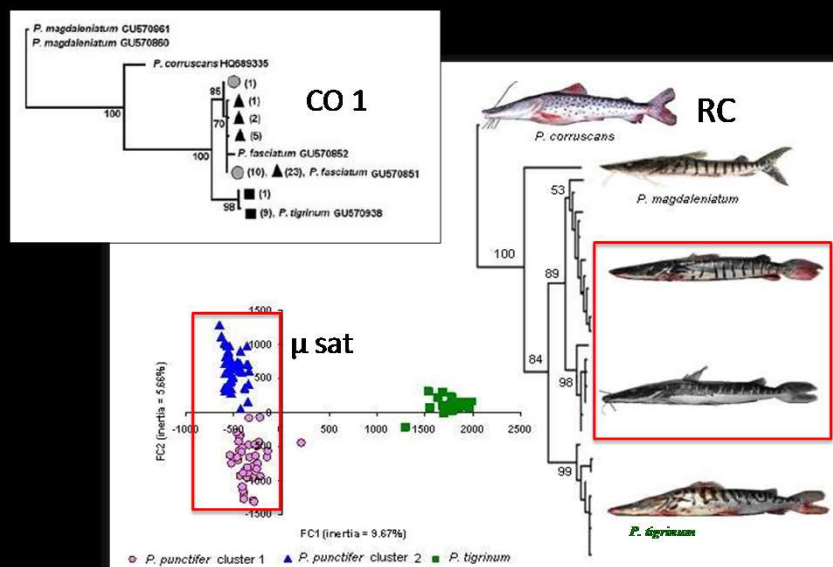 P. magdaleniatum GU570861
P. magdaleniatum GU570860
P. corruscans HQ689335
CO 1
95
(1)
(1)
70
(2)
(5)
100
P. fasciatum GU570852
100
(10), (23), P. fasciatum GU570851
(1)
98
(9), P. tigrinum GU570938
RC
P. corruscans
P. magdaleniatum
53
100
89
84
98
99
P. tigrinum
µ sat
1500
1000
500
0
-1000
-500
0
500
1000
1500
2000
2500
-500
-1000
-1500
FC2 (inertia = 5.66%)
FC1 (inertia = 9.67%)
P. punctifer cluster 1
P. punctifer cluster 2
P. tigrinum